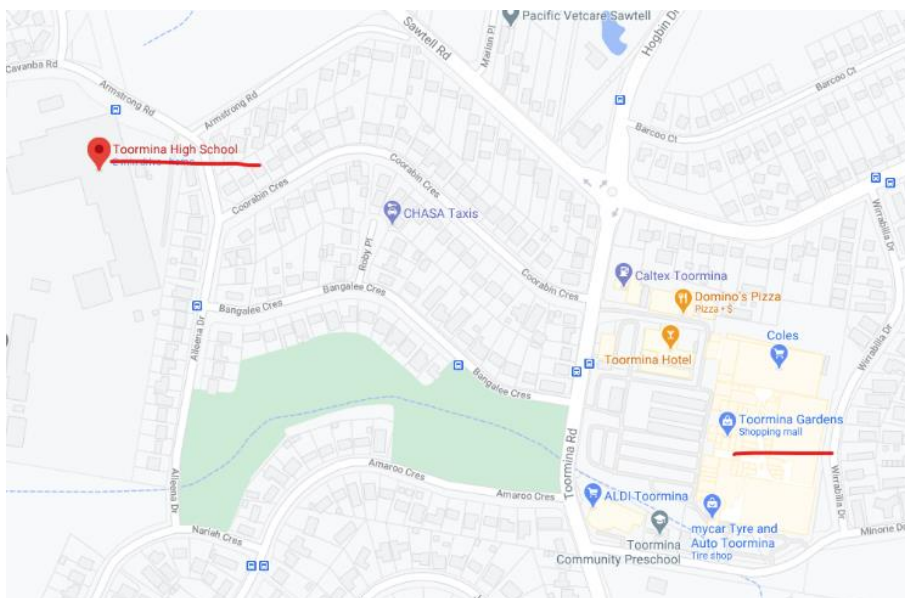 Pacific Vetcare Sawtell
Sawtell Rd
Marian Pl
Hogbin Dr
Cavanba Rd
Armstrong Rd
Armstrong Rd
Barcoo Ct
Barcoo Ct
Toormina High School
Coorabin Cres
Coorabin Cres
CHASA Taxis
Wirrabilla Dr
Roby Pl
Coorabin Cres
Caltex Toormina
Bangalee Cres
Bangalee Cres
Domino's Pizza
Pizza • $
Alleena Dr
Coles
Toormina Hotel
Wirrabilla Dr
Bangalee Cres
Toormina Gardens
Shopping mall
Toormina Rd
Amaroo Cres
Amaroo Cres
Alleena Dr
ALDI Toormina
Wirrabilla Dr
Nariah Cres
mycar Tyre and
Auto Toormina
Tire shop
Toormina
Community Preschool